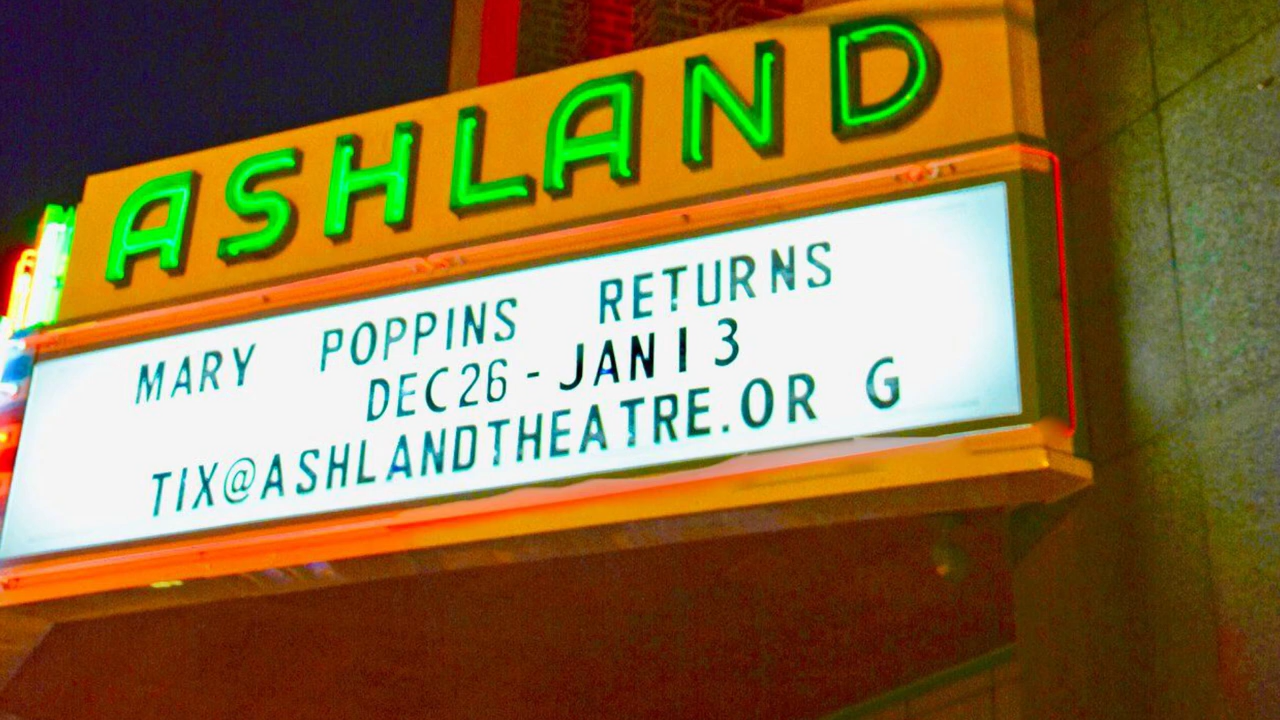 ASHLAND
MARY POPPINS RETURNS
DEC26-JAN13
TIX@ASHLANDTHEATRE.OR G